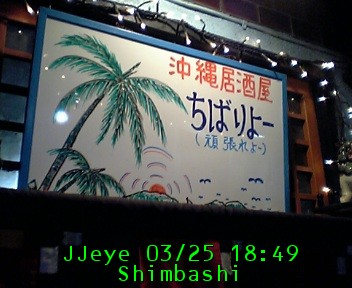 沖縄居酒屋
ちばりよー
(頑張れよー)
JJeye 03/25 18:49
Shimbashi